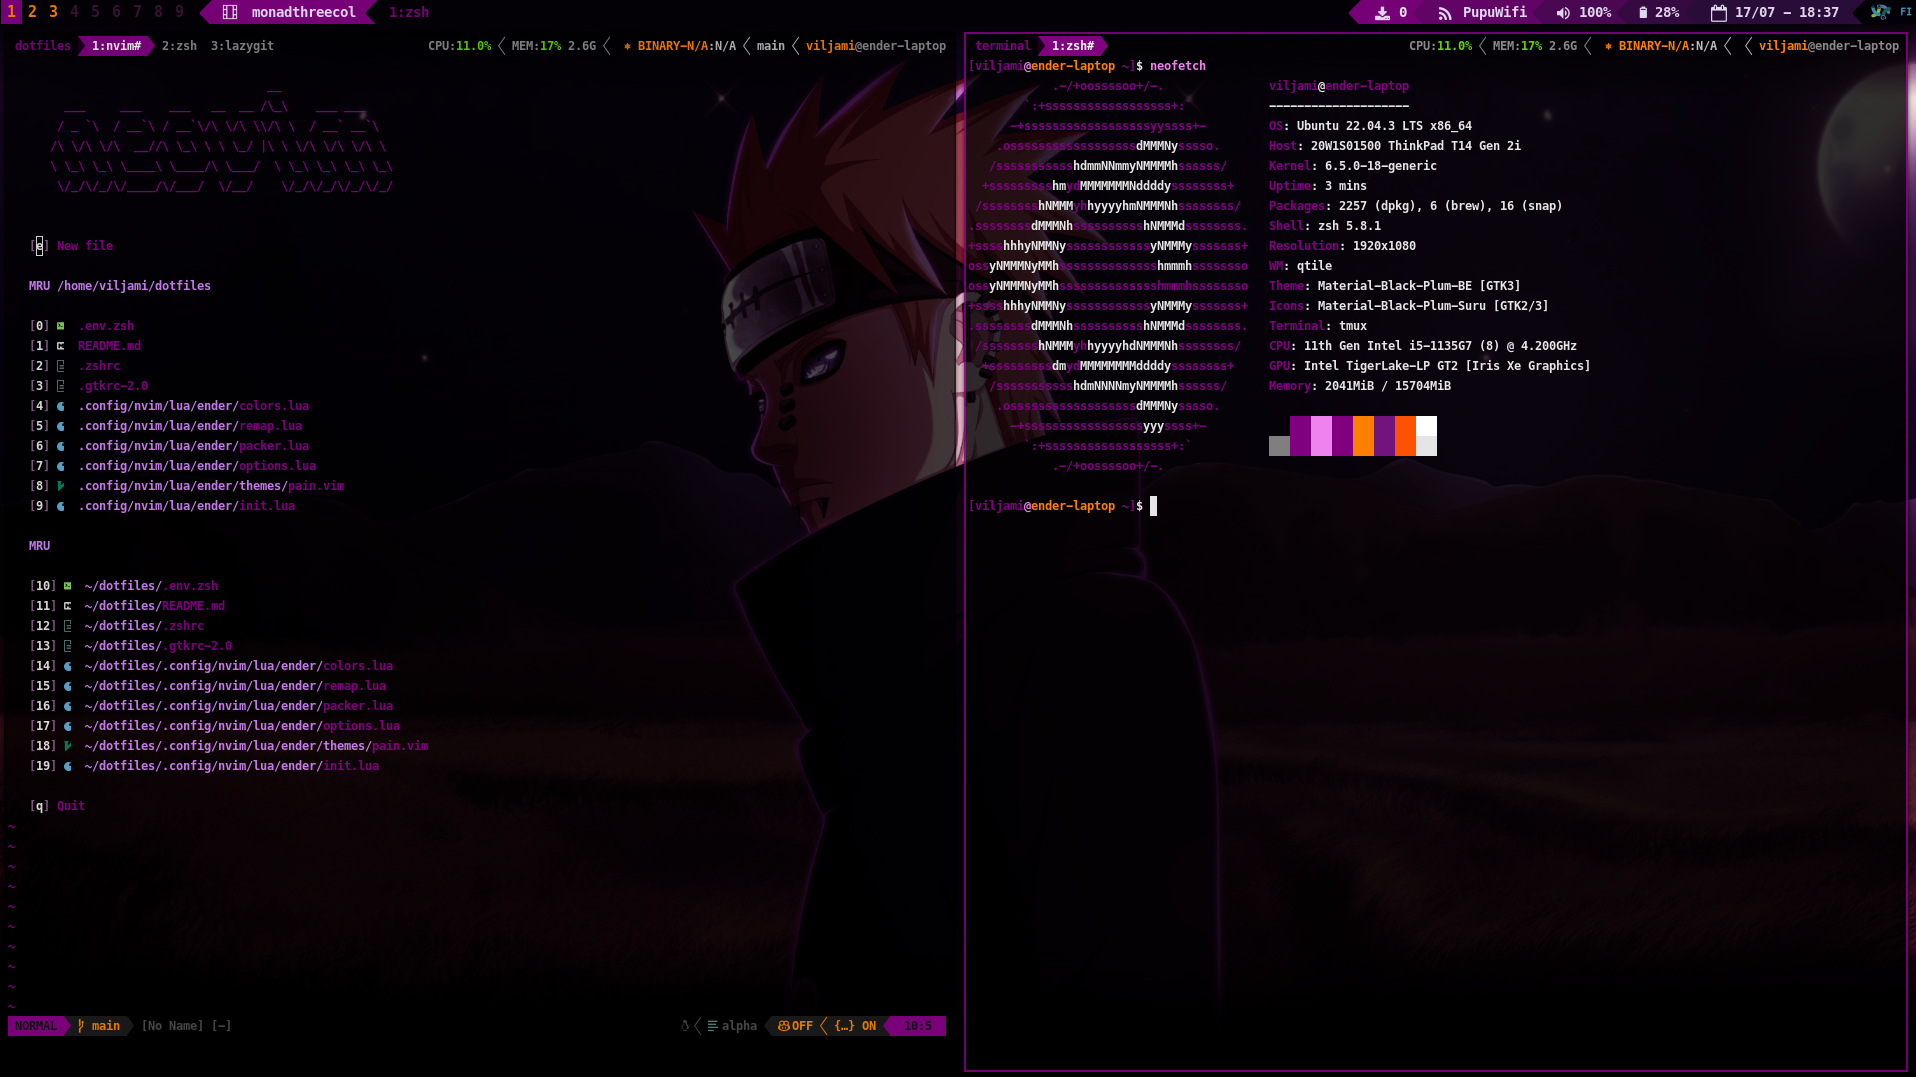 1 2 3 4 5 6 7 8 9 monadthreecol 1:zsh 0 PupuWifi 100% 28% 17/07 - 18:37 FI
dotfiles 1:nvim# 2:zsh 3:lazygit CPU:11.0% MEM:17% 2.6G BINARY-N/A:N/A main viljami@ender-laptop
[e] New file
MRU /home/viljami/dotfiles
[0] .env.zsh
[1] README.md
[2] .zshrc
[3] .gtkrc-2.0
[4] .config/nvim/lua/ender/colors.lua
[5] .config/nvim/lua/ender/remap.lua
[6] .config/nvim/lua/ender/packer.lua
[7] .config/nvim/lua/ender/options.lua
[8] .config/nvim/lua/ender/themes/pain.vim
[9] .config/nvim/lua/ender/init.lua
MRU
[10] ~/dotfiles/.env.zsh
[11] ~/dotfiles/README.md
[12] ~/dotfiles/.zshrc
[13] ~/dotfiles/.gtkrc-2.0
[14] ~/dotfiles/.config/nvim/lua/ender/colors.lua
[15] ~/dotfiles/.config/nvim/lua/ender/remap.lua
[16] ~/dotfiles/.config/nvim/lua/ender/packer.lua
[17] ~/dotfiles/.config/nvim/lua/ender/options.lua
[18] ~/dotfiles/.config/nvim/lua/ender/themes/pain.vim
[19] ~/dotfiles/.config/nvim/lua/ender/init.lua
[q] Quit
NORMAL main [No Name] [-] alpha OFF {…} ON 10:5
terminal 1:zsh# CPU:11.0% MEM:17% 2.6G BINARY-N/A:N/A viljami@ender-laptop
[viljami@ender-laptop ~]$ neofetch
viljami@ender-laptop
--------------------
OS: Ubuntu 22.04.3 LTS x86_64
Host: 20W1S01500 ThinkPad T14 Gen 2i
Kernel: 6.5.0-18-generic
Uptime: 3 mins
Packages: 2257 (dpkg), 6 (brew), 16 (snap)
Shell: zsh 5.8.1
Resolution: 1920x1080
WM: qtile
Theme: Material-Black-Plum-BE [GTK3]
Icons: Material-Black-Plum-Suru [GTK2/3]
Terminal: tmux
CPU: 11th Gen Intel i5-1135G7 (8) @ 4.200GHz
GPU: Intel TigerLake-LP GT2 [Iris Xe Graphics]
Memory: 2041MiB / 15704MiB
[viljami@ender-laptop ~]$